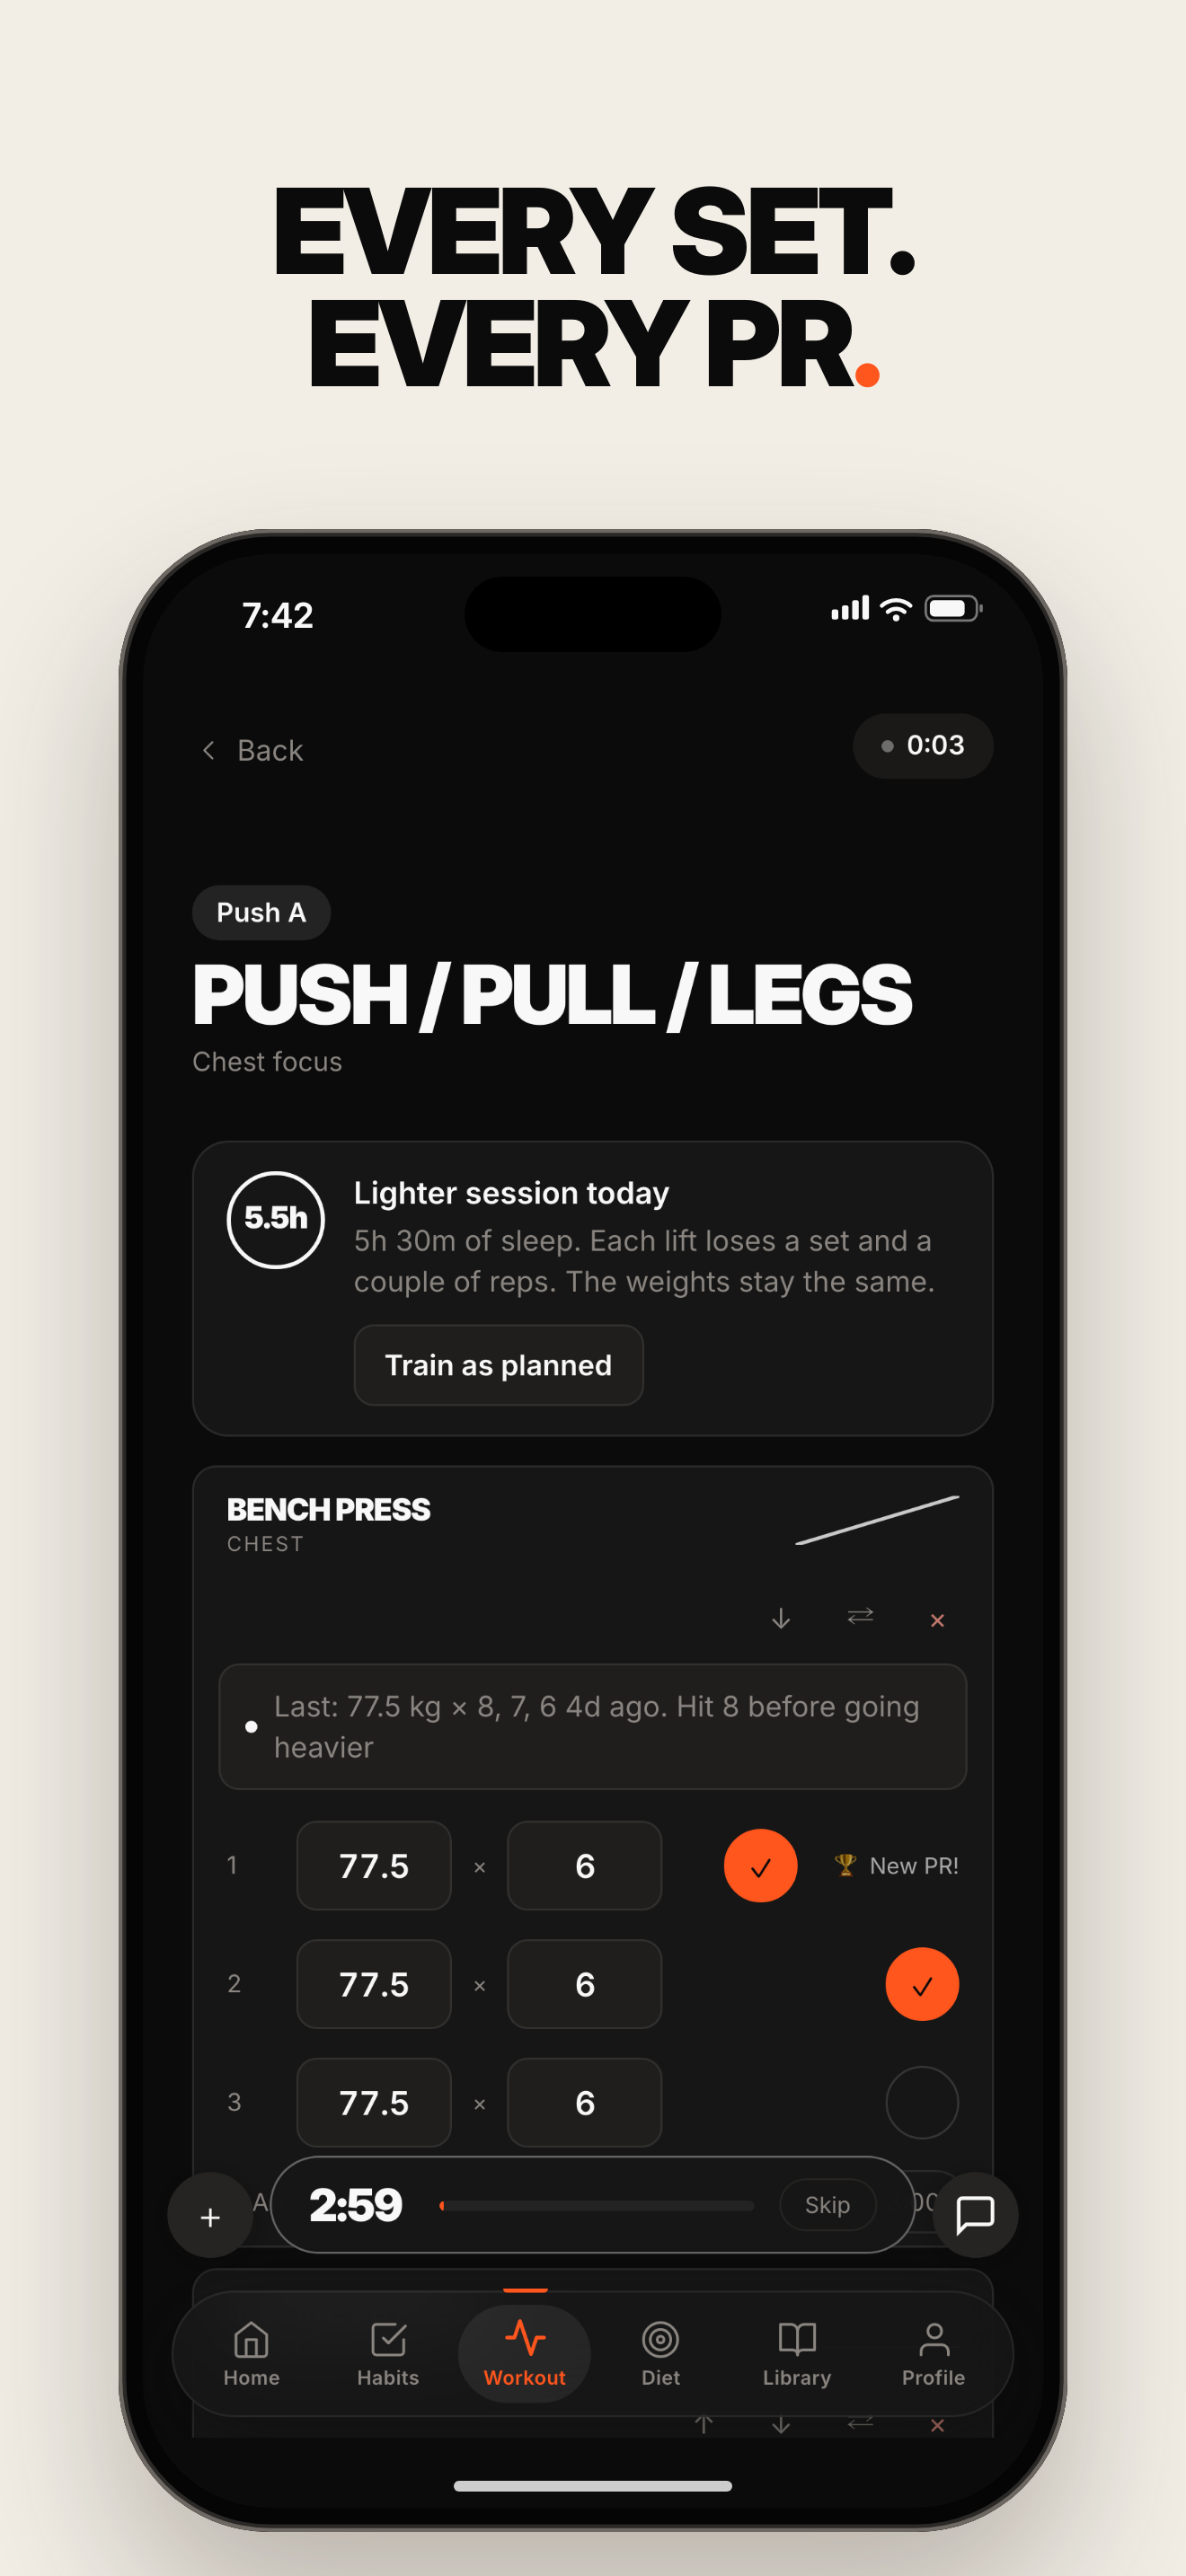 EVERY SET.
EVERY PR.
7:42
Back
0:03
Push A
PUSH / PULL / LEGS
Chest focus
5.5h
Lighter session today
5h 30m of sleep. Each lift loses a set and a
couple of reps. The weights stay the same.
Train as planned
BENCH PRESS
CHEST
Last: 77.5 kg × 8, 7, 6 4d ago. Hit 8 before going
heavier
1 77.5 × 6 New PR!
2 77.5 × 6
3 77.5 × 6
2:59 Skip
Home Habits Workout Diet Library Profile